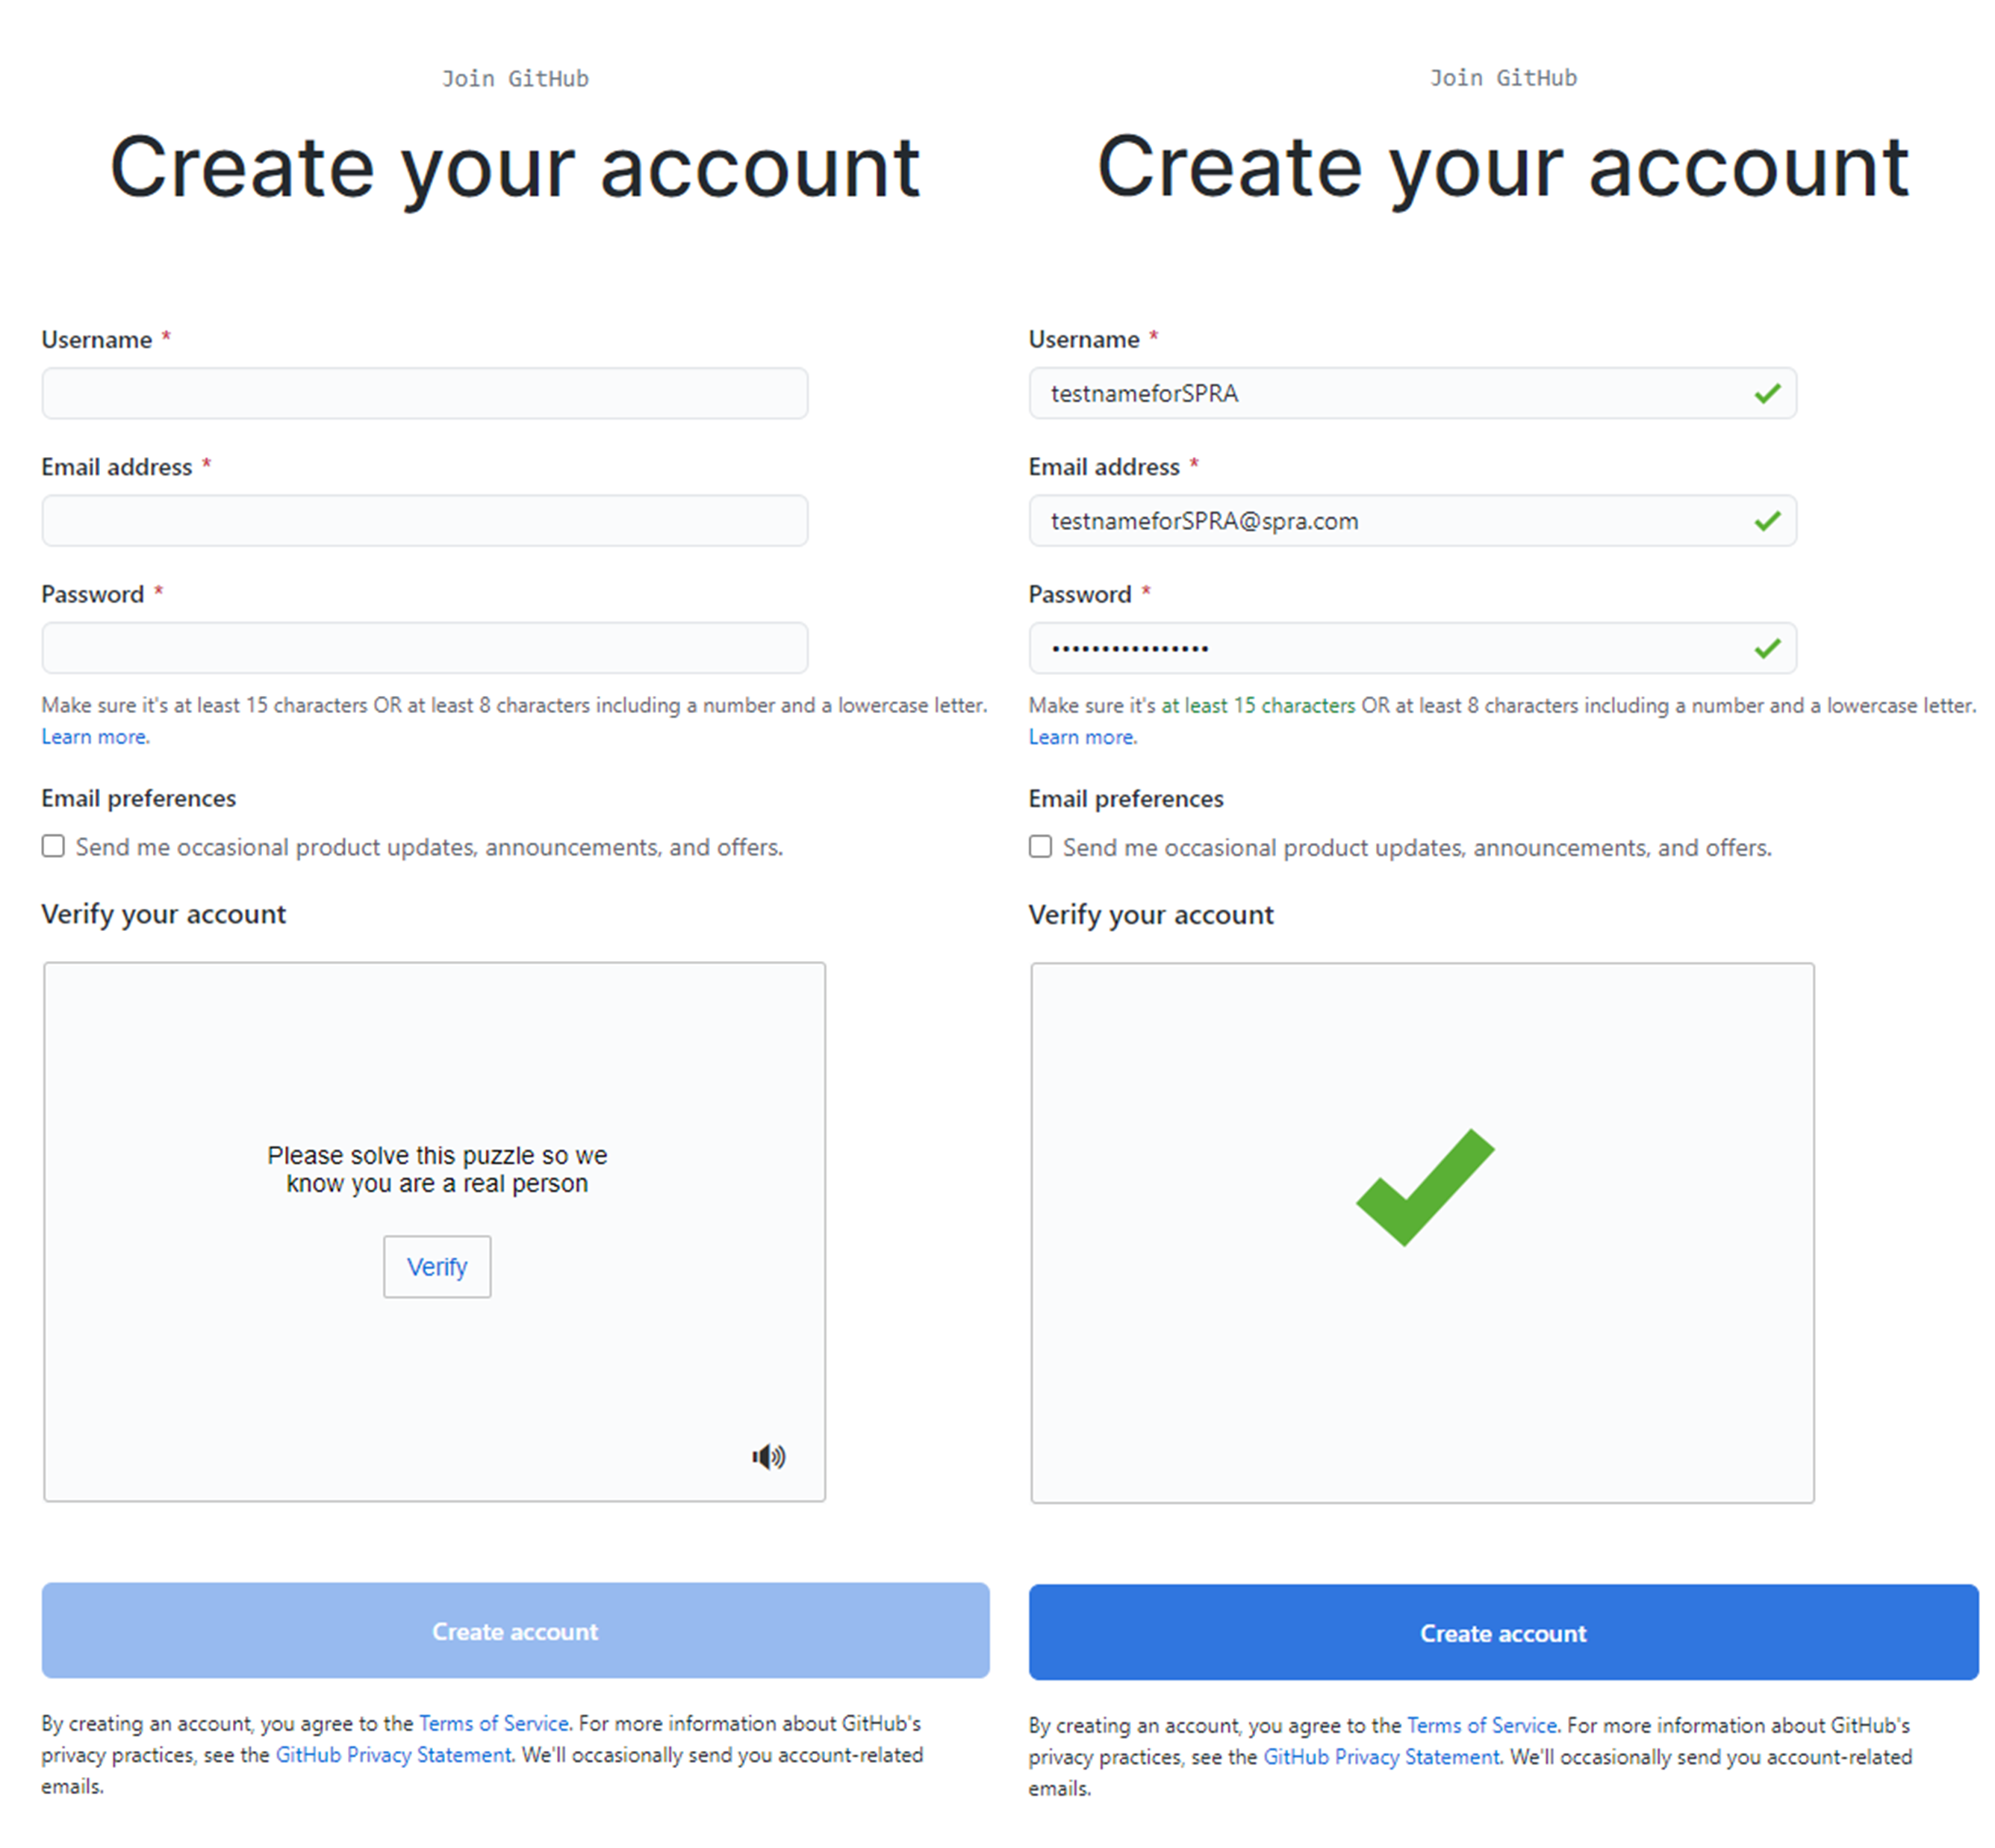 Join GitHub
Create your account
Username *
Email address *
Password *
Make sure it's at least 15 characters OR at least 8 characters including a number and a lowercase letter.
Learn more.
Email preferences
Send me occasional product updates, announcements, and offers.
Verify your account
Please solve this puzzle so we
know you are a real person
Verify
Create account
By creating an account, you agree to the Terms of Service. For more information about GitHub's
privacy practices, see the GitHub Privacy Statement. We'll occasionally send you account-related
emails.
Join GitHub
Create your account
Username *
testnameforSPRA
Email address *
testnameforSPRA@spra.com
Password *
••••••••••••••••
Make sure it's at least 15 characters OR at least 8 characters including a number and a lowercase letter.
Learn more.
Email preferences
Send me occasional product updates, announcements, and offers.
Verify your account
Create account
By creating an account, you agree to the Terms of Service. For more information about GitHub's
privacy practices, see the GitHub Privacy Statement. We'll occasionally send you account-related
emails.